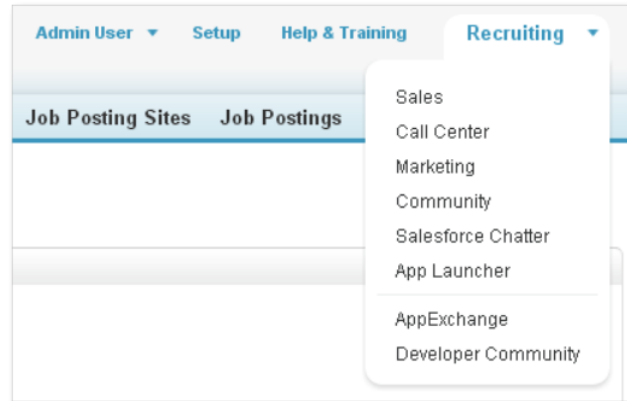 Admin User Setup Help & Training Recruiting
Job Posting Sites Job Postings
Sales
Call Center
Marketing
Community
Salesforce Chatter
App Launcher
AppExchange
Developer Community